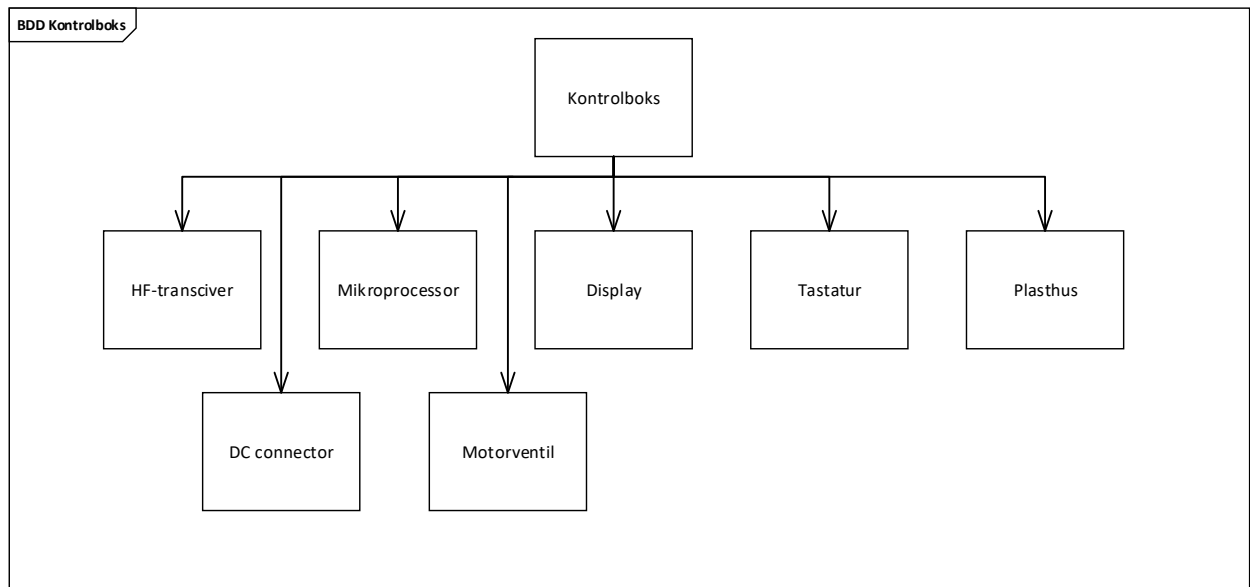 BDD Kontrolboks
Kontrolboks
HF-transciver
Mikroprocessor
Display
Tastatur
Plasthus
DC connector
Motorventil